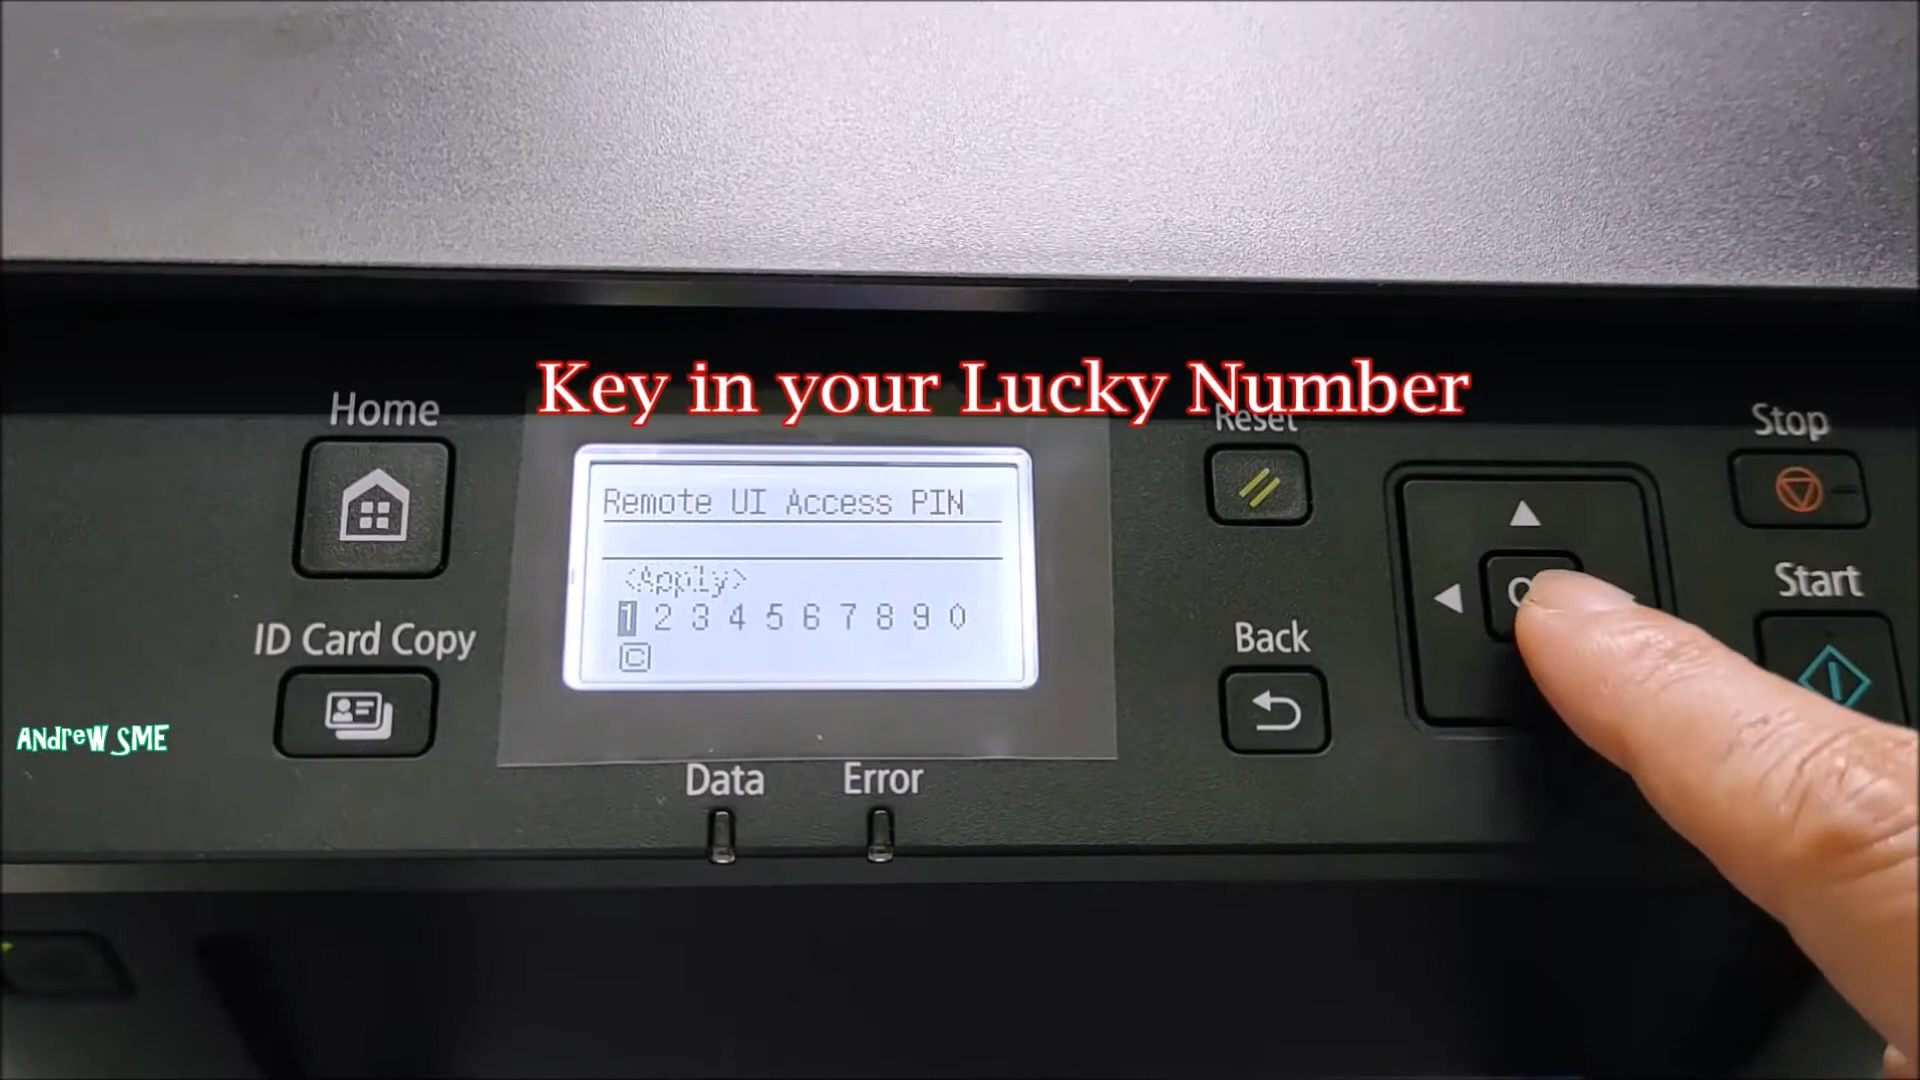 Key in your Lucky Number
Home
Reset
Stop
Remote UI Access PIN
<Apply>
1 2 3 4 5 6 7 8 9 0
C
Start
ID Card Copy
Back
AndreW SME
Data
Error